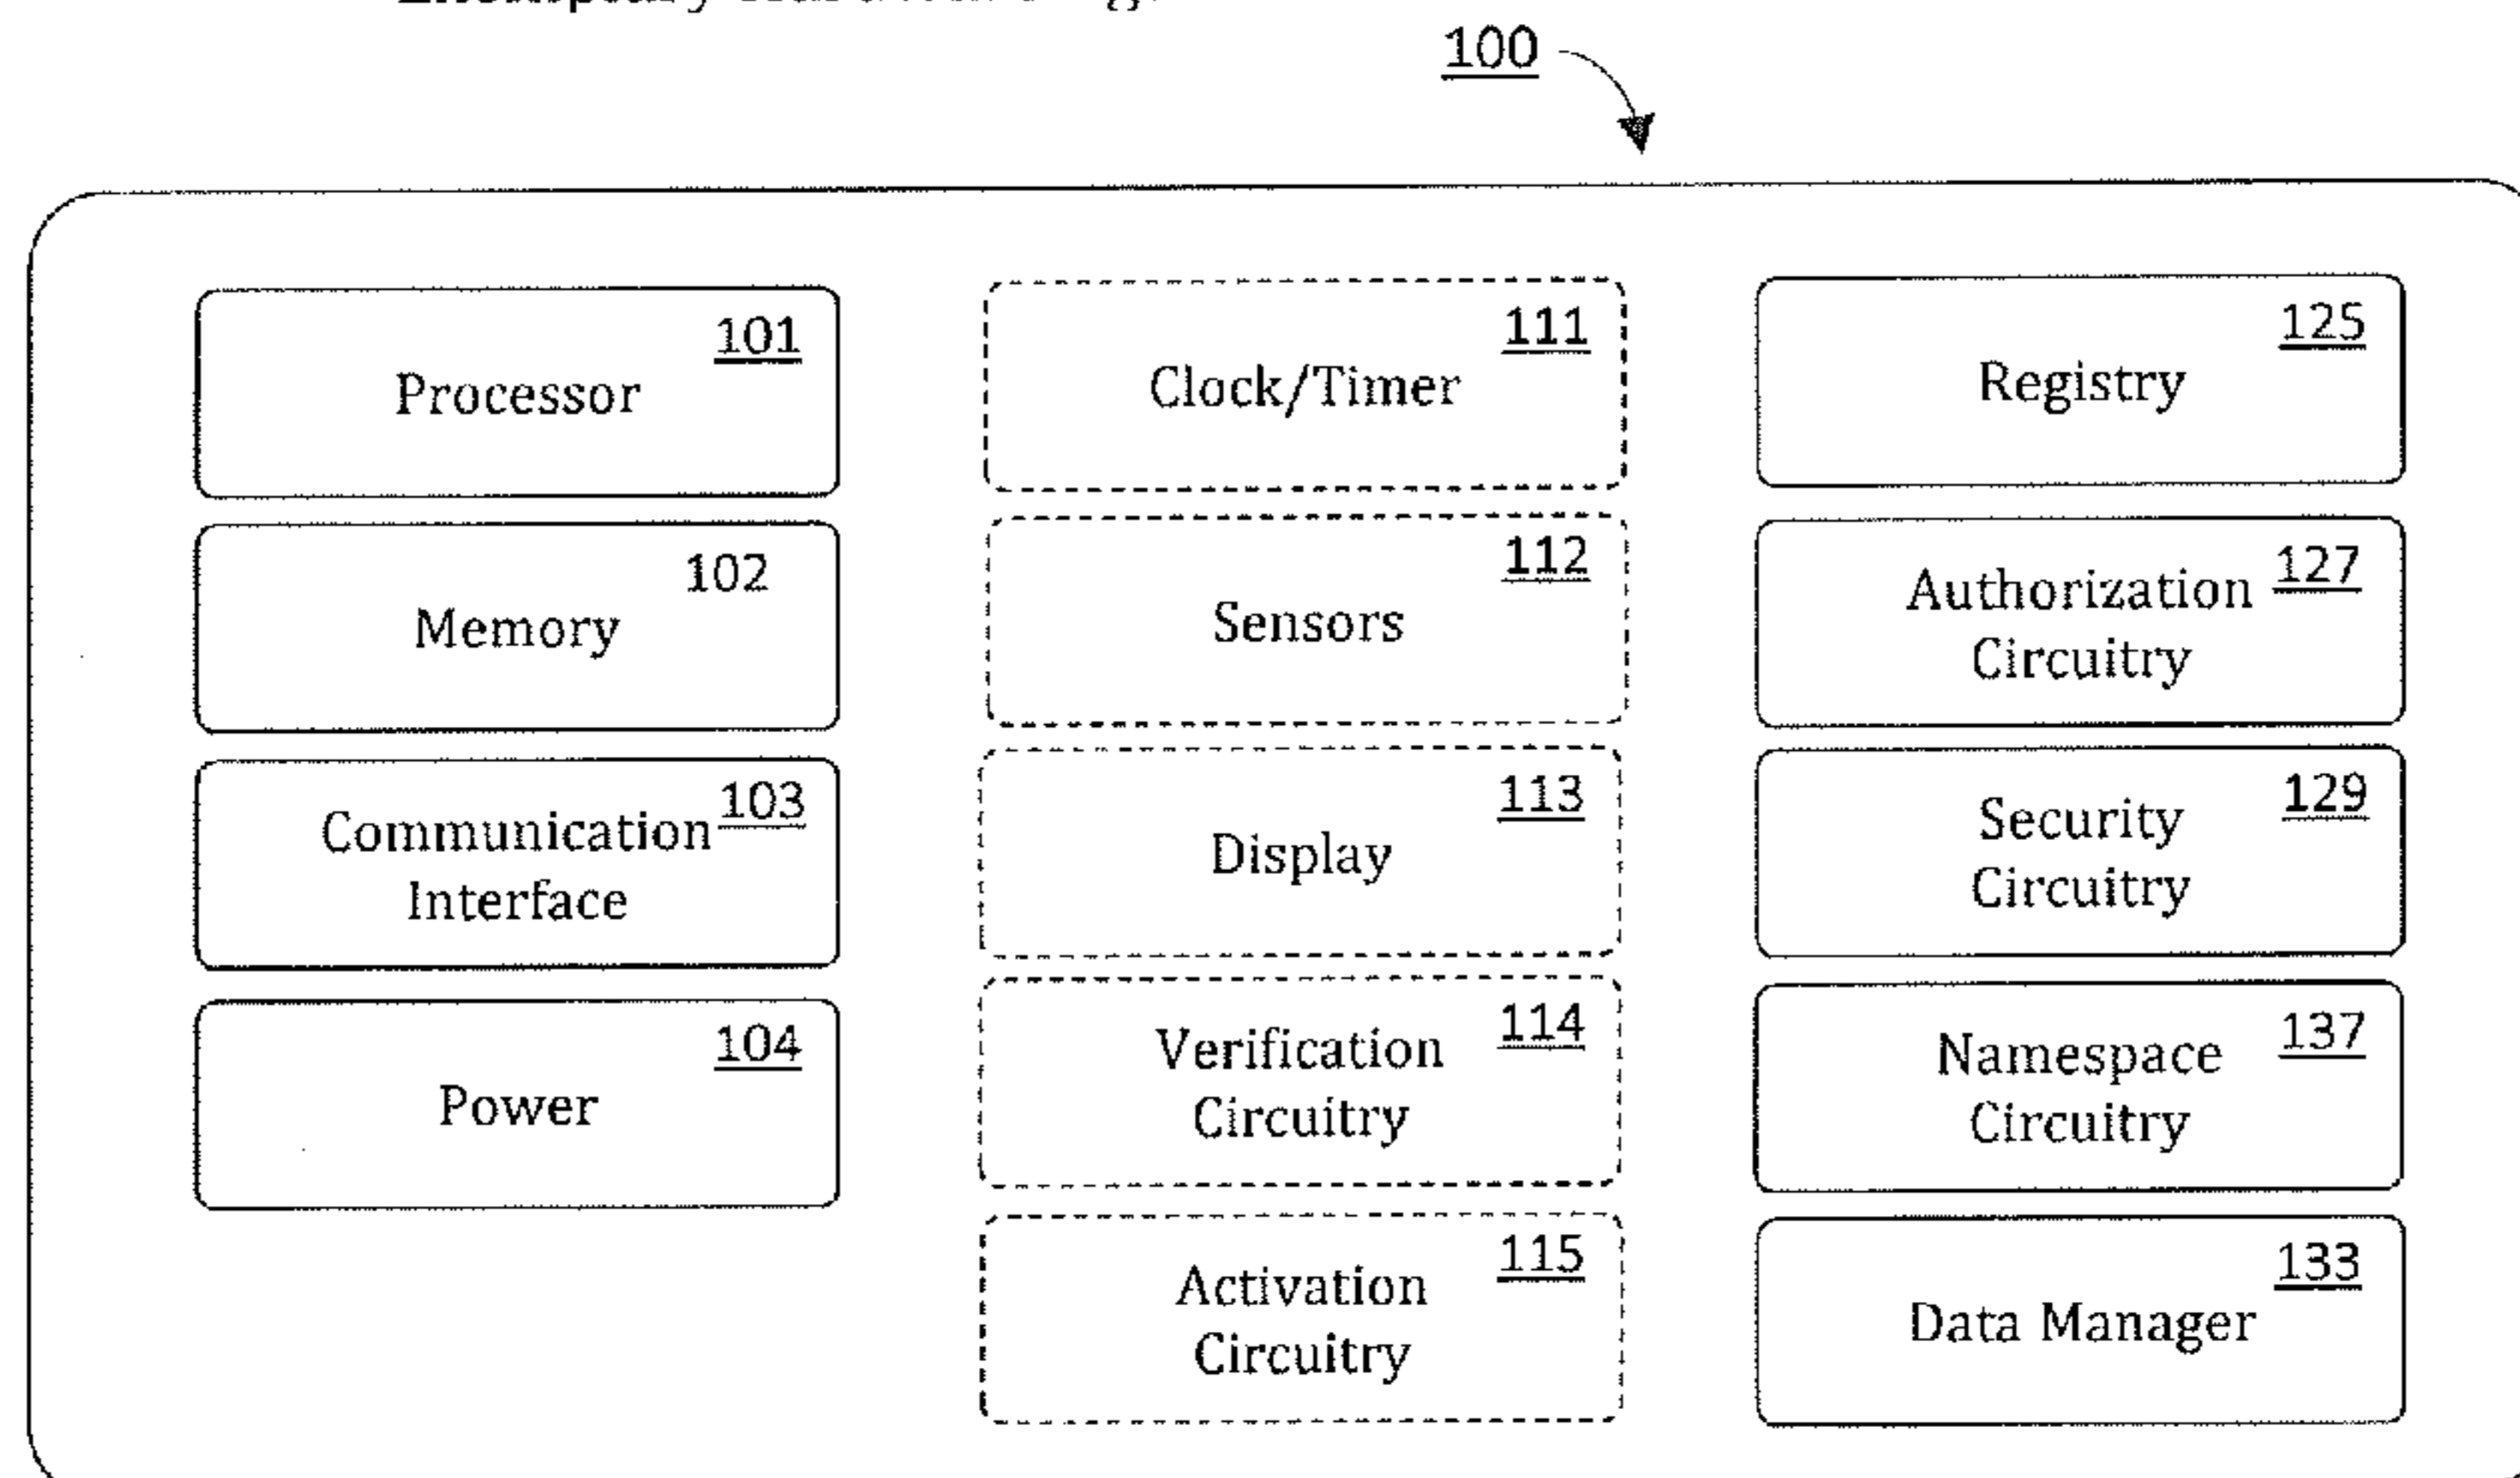 100
101
Processor
102
Memory
103
Communication
Interface
104
Power
111
Clock/Timer
112
Sensors
113
Display
114
Verification
Circuitry
115
Activation
Circuitry
125
Registry
127
Authorization
Circuitry
129
Security
Circuitry
137
Namespace
Circuitry
133
Data Manager